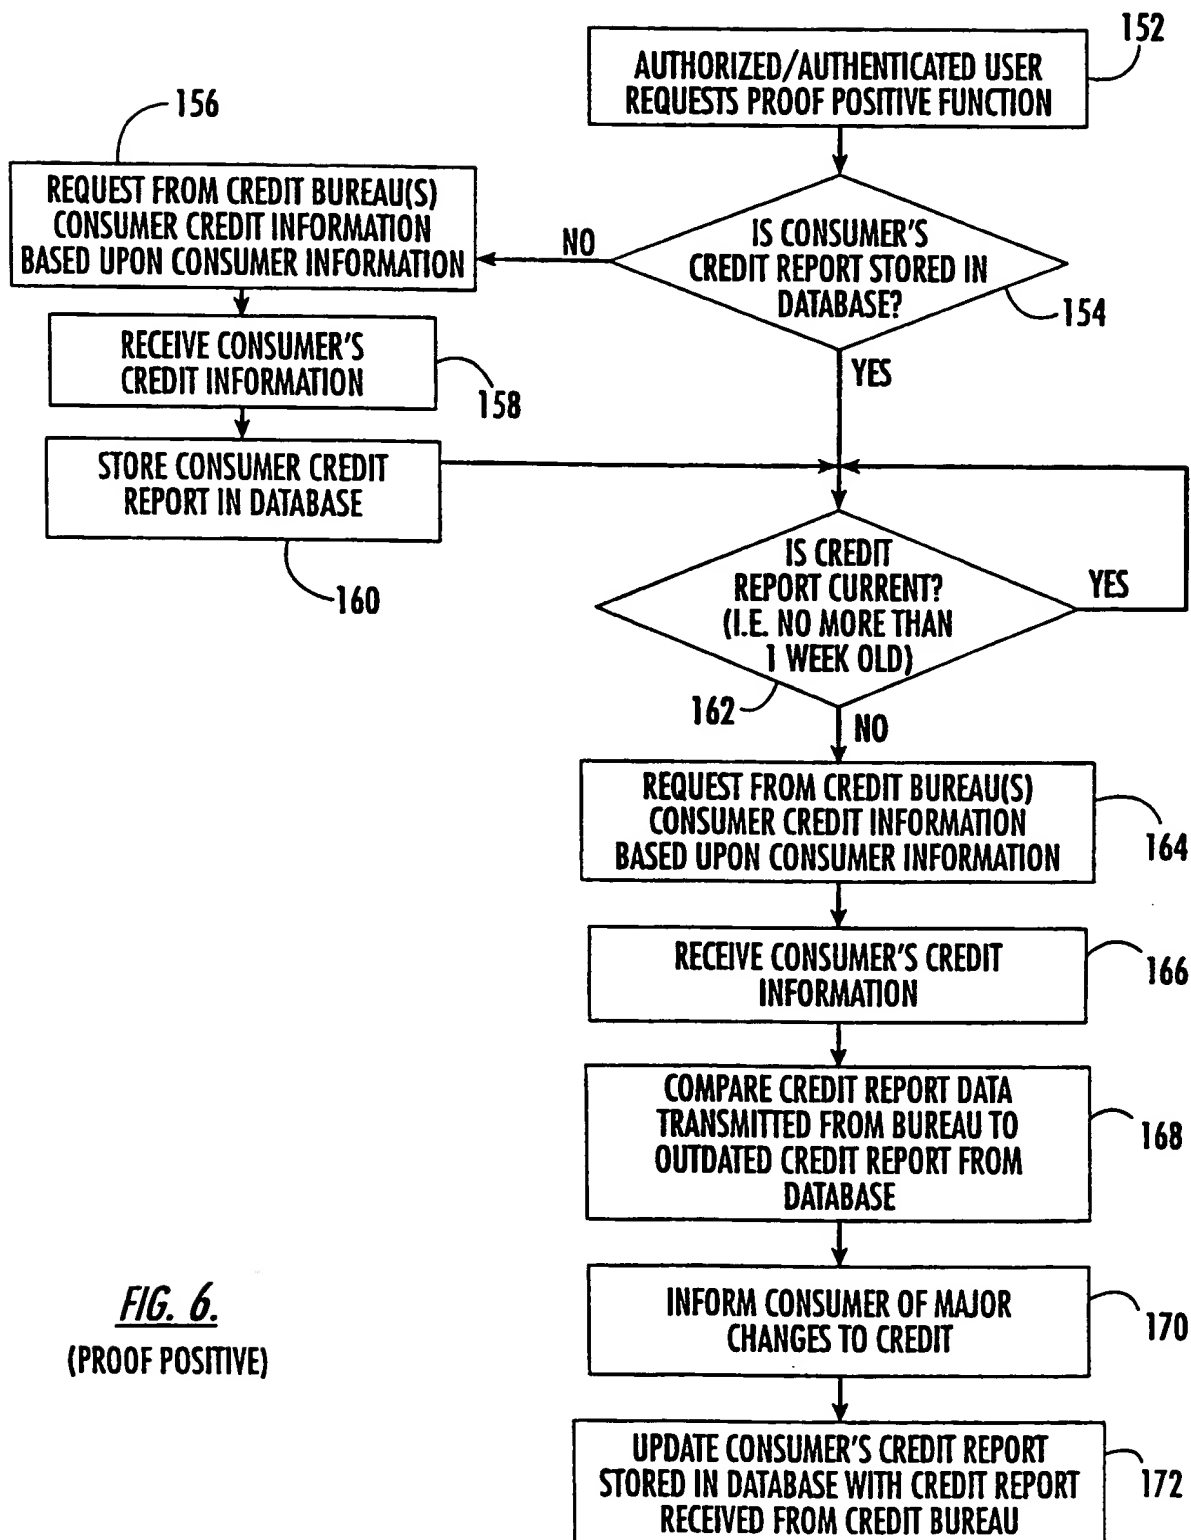 152
AUTHORIZED/AUTHENTICATED USER
REQUESTS PROOF POSITIVE FUNCTION
156
REQUEST FROM CREDIT BUREAU(S)
CONSUMER CREDIT INFORMATION
BASED UPON CONSUMER INFORMATION
NO
IS CONSUMER'S
CREDIT REPORT STORED IN
DATABASE?
154
YES
RECEIVE CONSUMER'S
CREDIT INFORMATION
158
STORE CONSUMER CREDIT
REPORT IN DATABASE
160
IS CREDIT
REPORT CURRENT?
(I.E. NO MORE THAN
1 WEEK OLD)
YES
162
NO
REQUEST FROM CREDIT BUREAU(S)
CONSUMER CREDIT INFORMATION
BASED UPON CONSUMER INFORMATION
164
RECEIVE CONSUMER'S CREDIT
INFORMATION
166
COMPARE CREDIT REPORT DATA
TRANSMITTED FROM BUREAU TO
OUTDATED CREDIT REPORT FROM
DATABASE
168
INFORM CONSUMER OF MAJOR
CHANGES TO CREDIT
170
UPDATE CONSUMER'S CREDIT REPORT
STORED IN DATABASE WITH CREDIT REPORT
RECEIVED FROM CREDIT BUREAU
172
FIG. 6.
(PROOF POSITIVE)